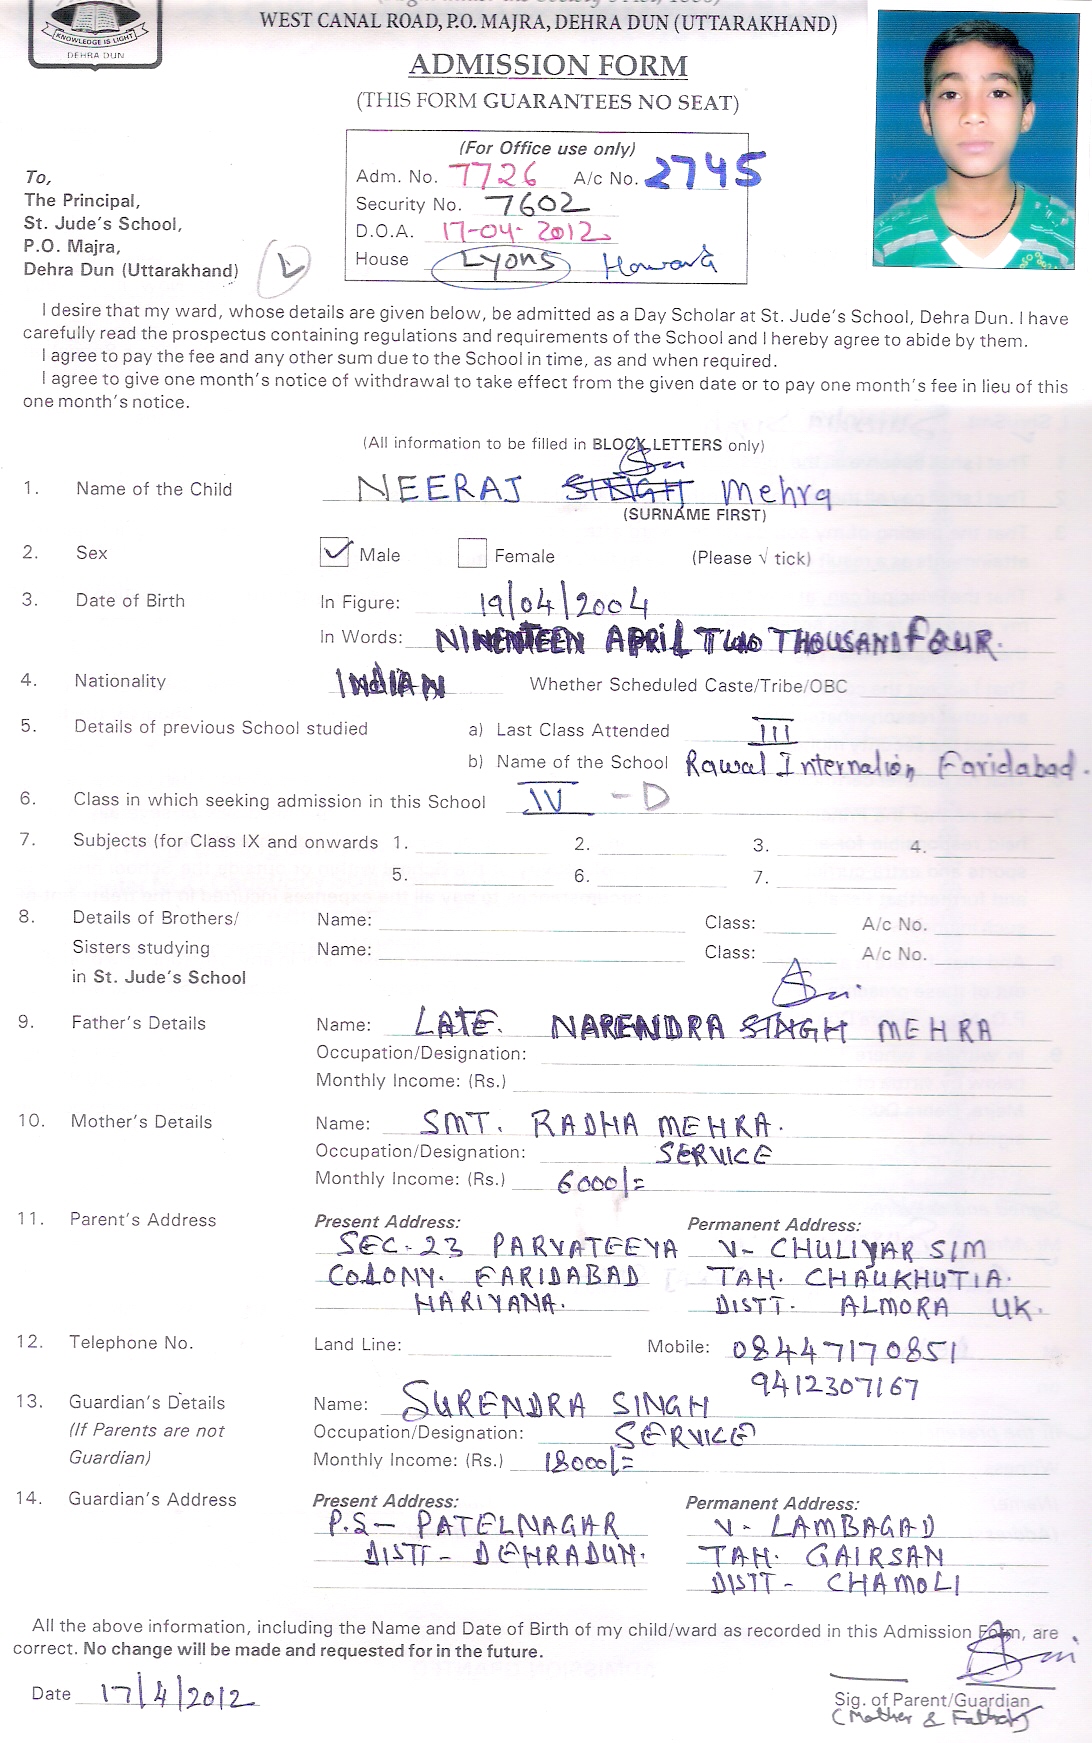 KNOWLEDGE IS LIGHT
DEHRA DUN
WEST CANAL ROAD, P.O. MAJRA, DEHRA DUN (UTTARAKHAND)
ADMISSION FORM
(THIS FORM GUARANTEES NO SEAT)
(For Office use only)
Adm. No. 7726 A/c No. 2745
Security No. 7602
D.O.A. 17-04-2012
House Lyons Howard
To,
The Principal,
St. Jude's School,
P.O. Majra,
Dehra Dun (Uttarakhand)
L
I desire that my ward, whose details are given below, be admitted as a Day Scholar at St. Jude's School, Dehra Dun. I have
carefully read the prospectus containing regulations and requirements of the School and I hereby agree to abide by them.
I agree to pay the fee and any other sum due to the School in time, as and when required.
I agree to give one month's notice of withdrawal to take effect from the given date or to pay one month's fee in lieu of this
one month's notice.
(All information to be filled in BLOCK LETTERS only)
1. Name of the Child NEERAJ SINGH Mehra
(SURNAME FIRST)
2. Sex Male Female (Please √ tick)
3. Date of Birth In Figure: 19/04/2004
In Words: NINENTEEN APRIL TWO THOUSAND FOUR.
4. Nationality INDIAN Whether Scheduled Caste/Tribe/OBC
5. Details of previous School studied a) Last Class Attended III
b) Name of the School Rawal Internation Faridabad.
6. Class in which seeking admission in this School IV - D
7. Subjects (for Class IX and onwards 1. 2. 3. 4.
5. 6. 7.
8. Details of Brothers/ Name: Class: A/c No.
Sisters studying Name: Class: A/c No.
in St. Jude's School
9. Father's Details Name: LATE. NARENDRA SINGH MEHRA
Occupation/Designation:
Monthly Income: (Rs.)
10. Mother's Details Name: SMT. RADHA MEHRA.
Occupation/Designation: SERVICE
Monthly Income: (Rs.) 6000/=
11. Parent's Address Present Address: Permanent Address:
SEC-23 PARVATEEYA V- CHULIYAR SIM
COLONY. FARIDABAD TAH. CHAUKHUTIA.
HARIYANA. DISTT. ALMORA UK.
12. Telephone No. Land Line: Mobile: 08447170851
9412307167
13. Guardian's Details Name: SURENDRA SINGH
(If Parents are not Occupation/Designation: SERVICE
Guardian) Monthly Income: (Rs.) 18000/=
14. Guardian's Address Present Address: Permanent Address:
P.S- PATELNAGAR V- LAMBAGAD
DISTT- DEHRADUN. TAH. GAIRSAN
DISTT- CHAMOLI
All the above information, including the Name and Date of Birth of my child/ward as recorded in this Admission Form, are
correct. No change will be made and requested for in the future.
Date 17/4/2012
Sig. of Parent/Guardian
(Mother & Father)